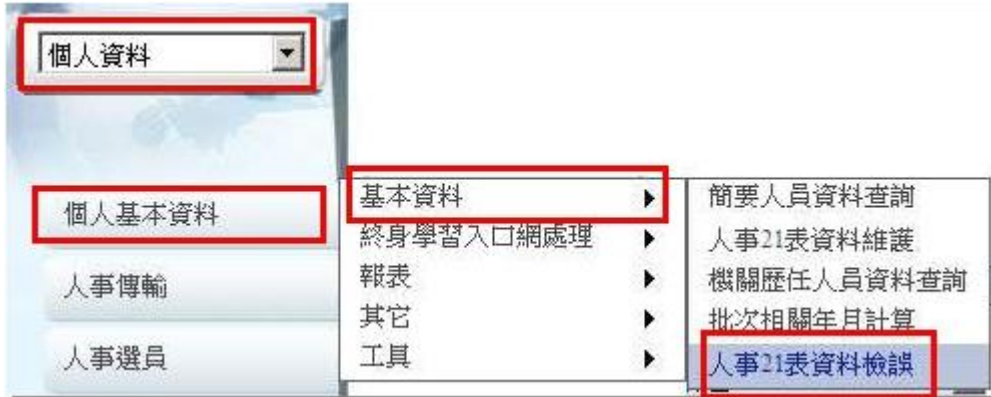 個人資料
個人基本資料
人事傳輸
人事選員
基本資料
終身學習入口網處理
報表
其它
工具
簡要人員資料查詢
人事21表資料維護
機關歷任人員資料查詢
批次相關年月計算
人事21表資料檢誤